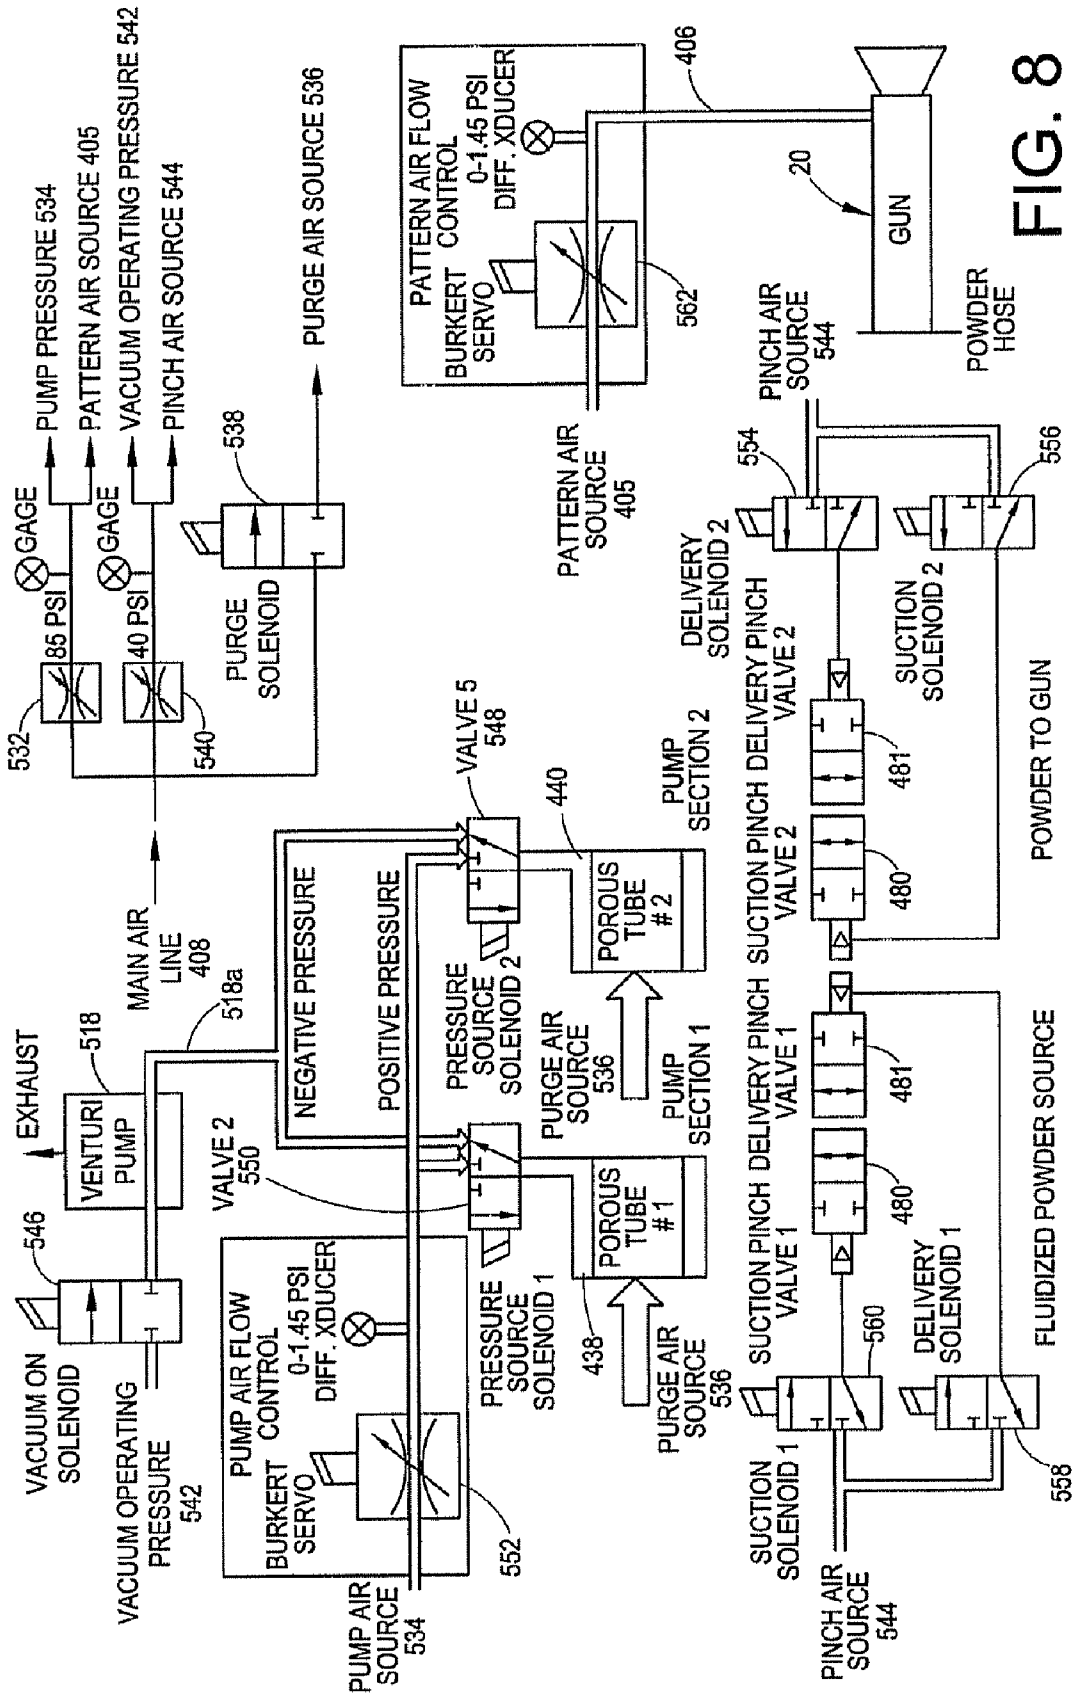 MAIN AIR
LINE
408
532
85 PSI
GAGE
PUMP PRESSURE 534
PATTERN AIR SOURCE 405
540
40 PSI
GAGE
VACUUM OPERATING PRESSURE 542
PINCH AIR SOURCE 544
PURGE
SOLENOID
538
PURGE AIR SOURCE 536
VACUUM ON
SOLENOID
546
VACUUM OPERATING
PRESSURE
542
EXHAUST
518
VENTURI
PUMP
518a
NEGATIVE PRESSURE
POSITIVE PRESSURE
PUMP AIR FLOW
CONTROL
0-1.45 PSI
DIFF. XDUCER
BURKERT
SERVO
552
PUMP AIR
SOURCE
534
VALVE 2
550
PRESSURE
SOURCE
SOLENOID 1
438
POROUS
TUBE
#1
PURGE AIR
SOURCE
536
PUMP
SECTION 1
VALVE 5
548
PRESSURE
SOURCE
SOLENOID 2
440
POROUS
TUBE
#2
PURGE AIR
SOURCE
536
PUMP
SECTION 2
PATTERN AIR FLOW
CONTROL
0-1.45 PSI
DIFF. XDUCER
BURKERT
SERVO
562
PATTERN AIR
SOURCE
405
406
20
GUN
POWDER
HOSE
SUCTION
SOLENOID 1
560
PINCH AIR
SOURCE
544
DELIVERY
SOLENOID 1
558
SUCTION PINCH
VALVE 1
480
DELIVERY PINCH
VALVE 1
481
SUCTION PINCH
VALVE 2
480
DELIVERY PINCH
VALVE 2
481
DELIVERY
SOLENOID 2
554
PINCH AIR
SOURCE
544
SUCTION
SOLENOID 2
556
FLUIDIZED POWDER SOURCE
POWDER TO GUN
FIG. 8